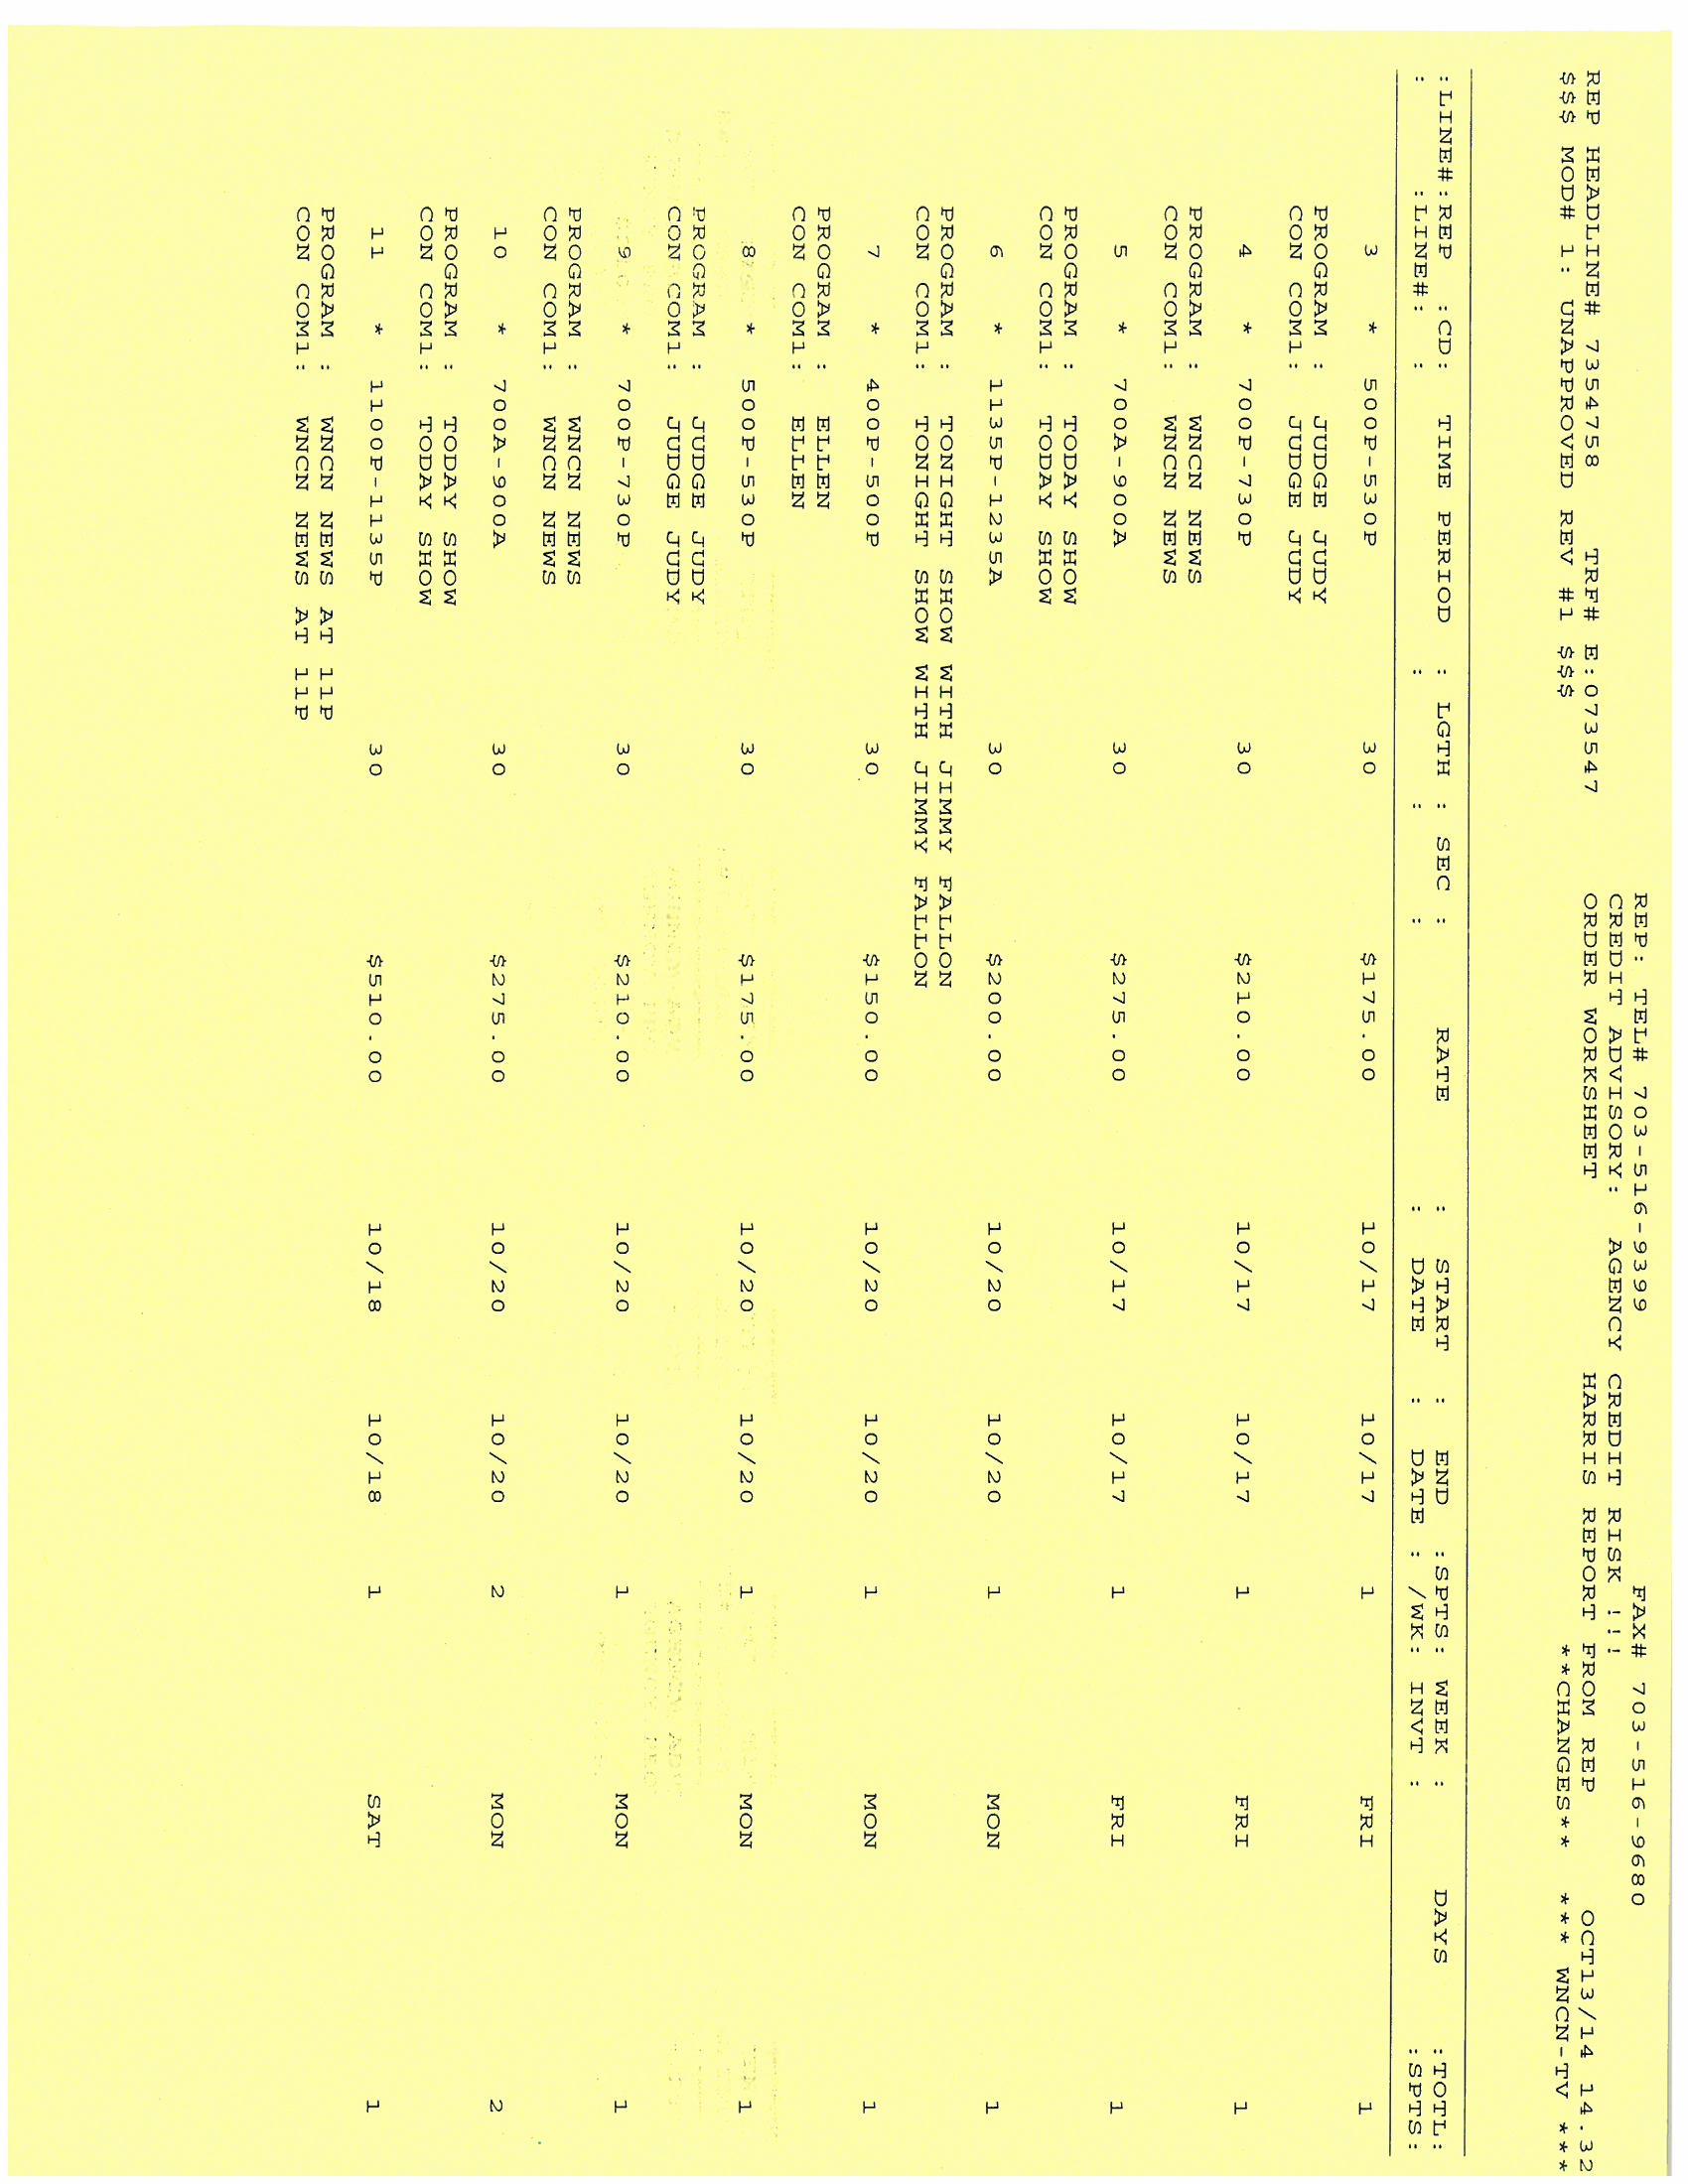 REP: TEL# 703-516-9399 FAX# 703-516-9680
CREDIT ADVISORY: AGENCY CREDIT RISK !!!
REP HEADLINE# 7354758 TRF# E:073547 ORDER WORKSHEET HARRIS REPORT FROM REP OCT13/14 14.32
$$$ MOD# 1: UNAPPROVED REV #1 $$$ **CHANGES** *** WNCN-TV ***
:LINE#:REP :CD: TIME PERIOD : LGTH : SEC : RATE : START : END :SPTS: WEEK : DAYS :TOTL:
: :LINE#: : : : : : DATE : DATE : /WK: INVT : :SPTS:
3 * 500P-530P 30 $175.00 10/17 10/17 1 FRI 1
PROGRAM : JUDGE JUDY
CON COM1: JUDGE JUDY
4 * 700P-730P 30 $210.00 10/17 10/17 1 FRI 1
PROGRAM : WNCN NEWS
CON COM1: WNCN NEWS
5 * 700A-900A 30 $275.00 10/17 10/17 1 FRI 1
PROGRAM : TODAY SHOW
CON COM1: TODAY SHOW
6 * 1135P-1235A 30 $200.00 10/20 10/20 1 MON 1
PROGRAM : TONIGHT SHOW WITH JIMMY FALLON
CON COM1: TONIGHT SHOW WITH JIMMY FALLON
7 * 400P-500P 30 $150.00 10/20 10/20 1 MON 1
PROGRAM : ELLEN
CON COM1: ELLEN
8 * 500P-530P 30 $175.00 10/20 10/20 1 MON 1
PROGRAM : JUDGE JUDY
CON COM1: JUDGE JUDY
9 * 700P-730P 30 $210.00 10/20 10/20 1 MON 1
PROGRAM : WNCN NEWS
CON COM1: WNCN NEWS
10 * 700A-900A 30 $275.00 10/20 10/20 2 MON 2
PROGRAM : TODAY SHOW
CON COM1: TODAY SHOW
11 * 1100P-1135P 30 $510.00 10/18 10/18 1 SAT 1
PROGRAM : WNCN NEWS AT 11P
CON COM1: WNCN NEWS AT 11P